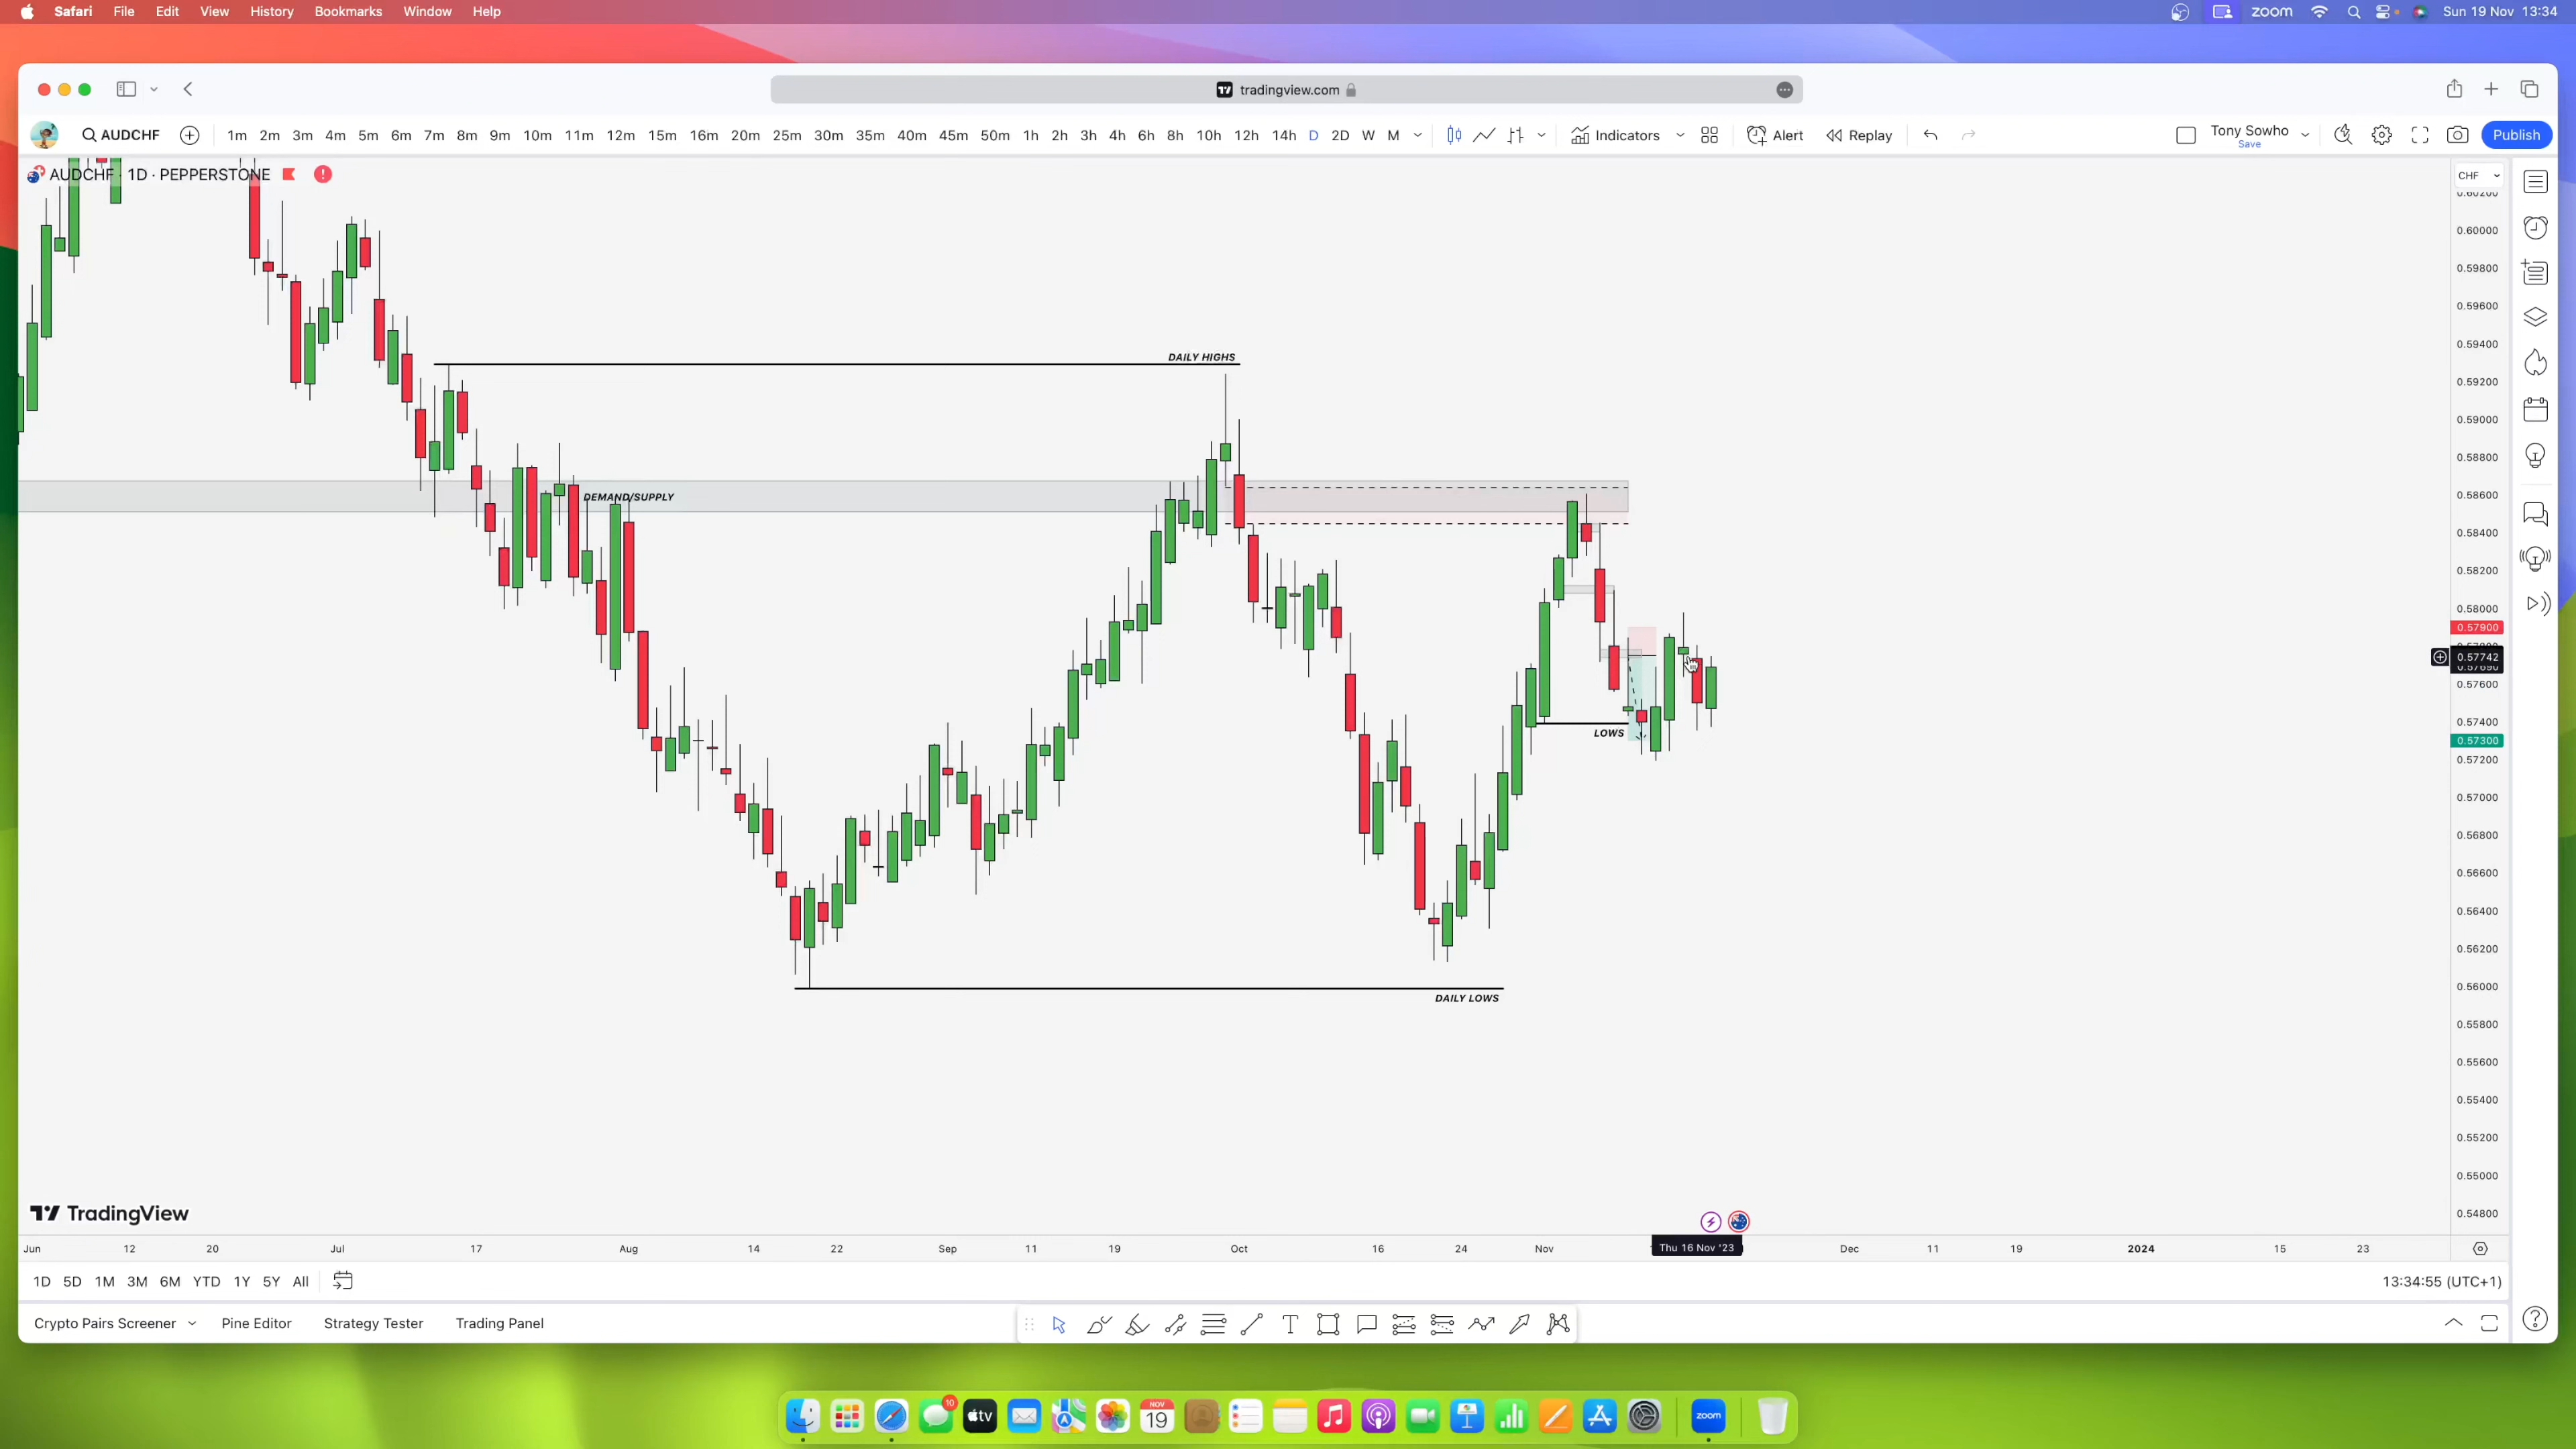 Safari File Edit View History Bookmarks Window Help
zoom Sun 19 Nov 13:34
tradingview.com
AUDCHF 1m 2m 3m 4m 5m 6m 7m 8m 9m 10m 11m 12m 15m 16m 20m 25m 30m 35m 40m 45m 50m 1h 2h 3h 4h 6h 8h 10h 12h 14h D 2D W M Indicators Alert Replay Tony Sowho Publish
Save
AUDCHF · 1D · PEPPERSTONE
CHF
0.60200
0.60000
0.59800
0.59600
0.59400
DAILY HIGHS
0.59200
0.59000
0.58800
DEMAND/SUPPLY
0.58600
0.58400
0.58200
0.58000
0.57900
0.57742
0.57690
0.57600
0.57400
LOWS
0.57300
0.57200
0.57000
0.56800
0.56600
0.56400
0.56200
0.56000
DAILY LOWS
0.55800
0.55600
0.55400
0.55200
0.55000
0.54800
TradingView
Jun 12 20 Jul 17 Aug 14 22 Sep 11 19 Oct 16 24 Nov Thu 16 Nov '23 Dec 11 19 2024 15 23
1D 5D 1M 3M 6M YTD 1Y 5Y All
13:34:55 (UTC+1)
Crypto Pairs Screener Pine Editor Strategy Tester Trading Panel
10
tv
NOV
19
zoom